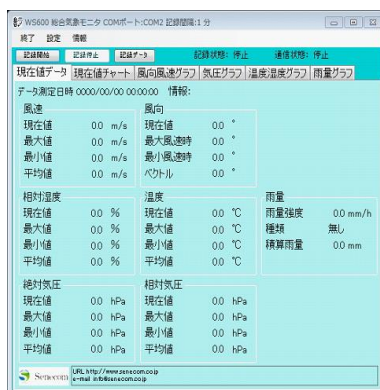 WS600 総合気象モニタ COMポート:COM2 記録間隔:1 分
終了 設定 情報
記録開始 記録停止 記録データ 記録状態: 停止 通信状態: 停止
現在値データ 現在値チャート 風向風速グラフ 気圧グラフ 温度湿度グラフ 雨量グラフ
データ測定日時 0000/00/00 00:00:00 情報:
風速 風向
現在値 0.0 m/s 現在値 0.0 °
最大値 0.0 m/s 最大風速時 0.0 °
最小値 0.0 m/s 最小風速時 0.0 °
平均値 0.0 m/s ベクトル 0.0 °
相対湿度 温度 雨量
現在値 0.0 % 現在値 0.0 ℃ 雨量強度 0.0 mm/h
最大値 0.0 % 最大値 0.0 ℃ 種類 無し
最小値 0.0 % 最小値 0.0 ℃ 積算雨量 0.0 mm
平均値 0.0 % 平均値 0.0 ℃
絶対気圧 相対気圧
現在値 0.0 hPa 現在値 0.0 hPa
最大値 0.0 hPa 最大値 0.0 hPa
最小値 0.0 hPa 最小値 0.0 hPa
平均値 0.0 hPa 平均値 0.0 hPa
Senecom URL http://www.senecom.co.jp
e-mail info@senecom.co.jp